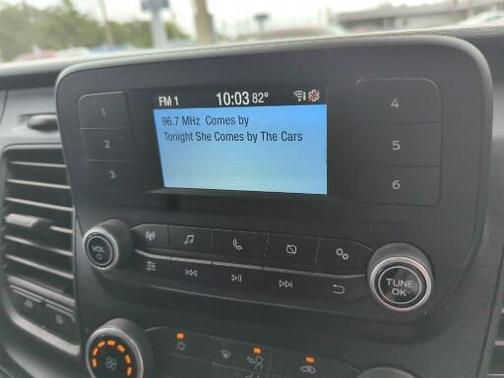 FM 1 10:03 82°
96.7 MHz Comes by
Tonight She Comes by The Cars
1
2
3
4
5
6
VOL
TUNE
OK